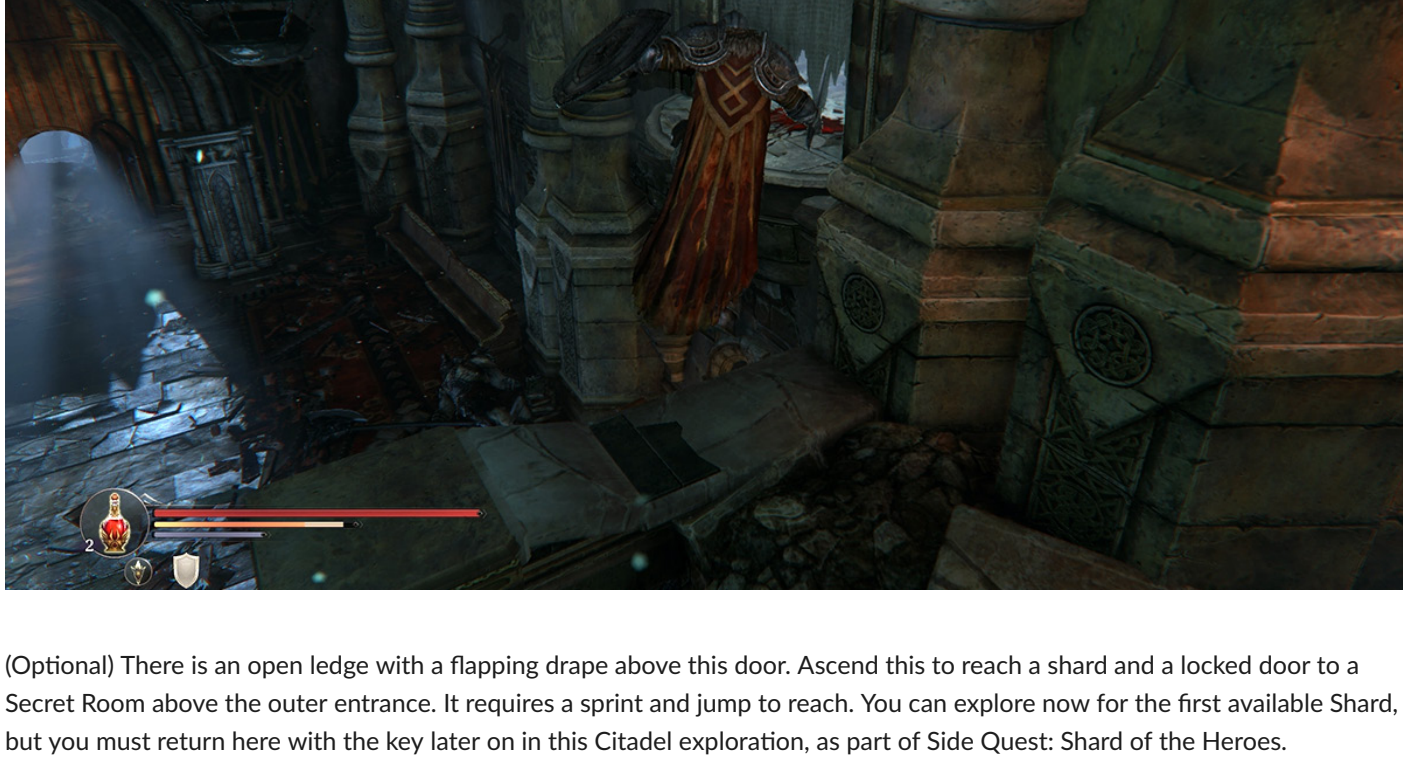 2
(Optional) There is an open ledge with a flapping drape above this door. Ascend this to reach a shard and a locked door to a
Secret Room above the outer entrance. It requires a sprint and jump to reach. You can explore now for the first available Shard,
but you must return here with the key later on in this Citadel exploration, as part of Side Quest: Shard of the Heroes.